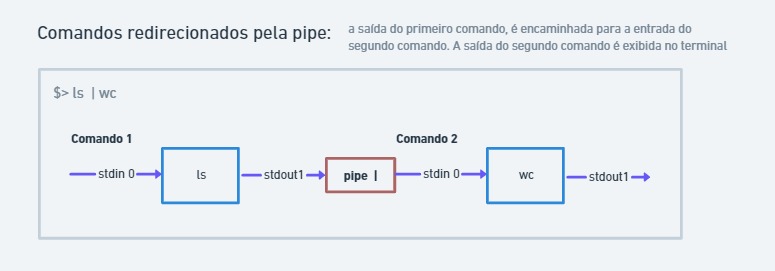 Comandos redirecionados pela pipe:
a saída do primeiro comando, é encaminhada para a entrada do
segundo comando. A saída do segundo comando é exibida no terminal
$> ls | wc
Comando 1
Comando 2
stdin 0
ls
stdout1
pipe |
stdin 0
wc
stdout1